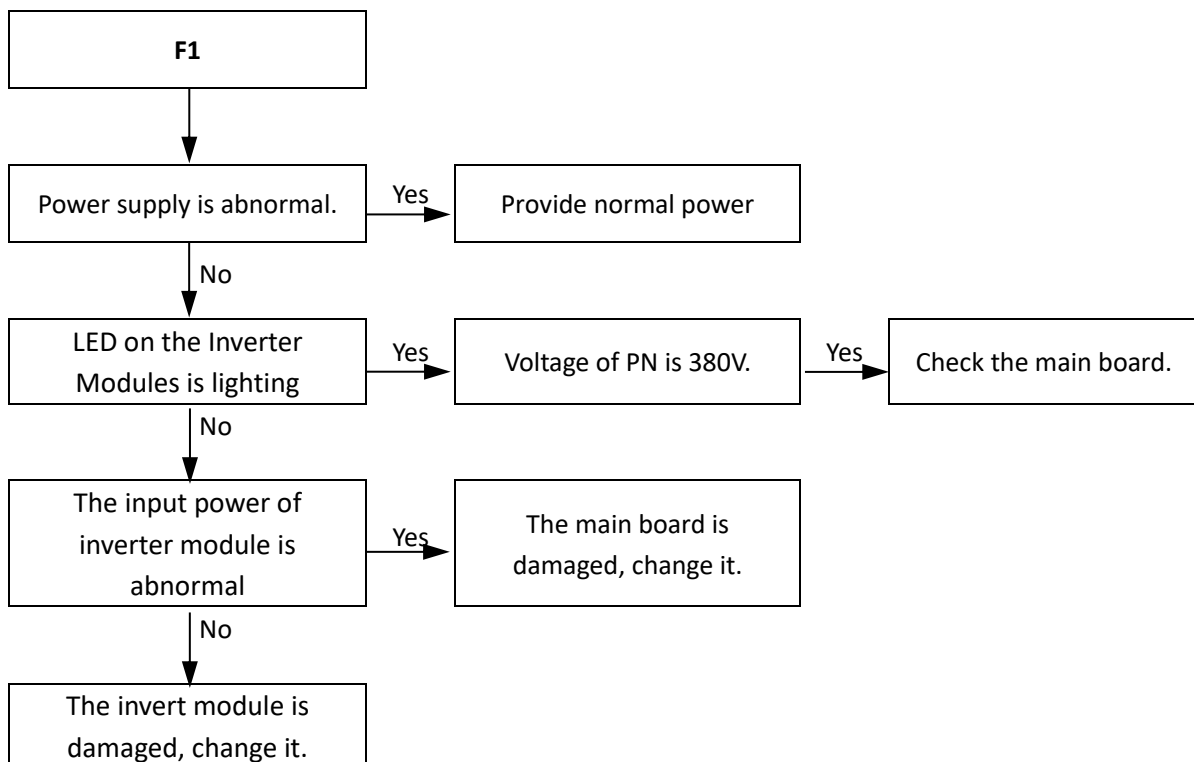 F1
Power supply is abnormal.
Yes
Provide normal power
No
LED on the Inverter
Modules is lighting
Yes
Voltage of PN is 380V.
Yes
Check the main board.
No
The input power of
inverter module is
abnormal
Yes
The main board is
damaged, change it.
No
The invert module is
damaged, change it.